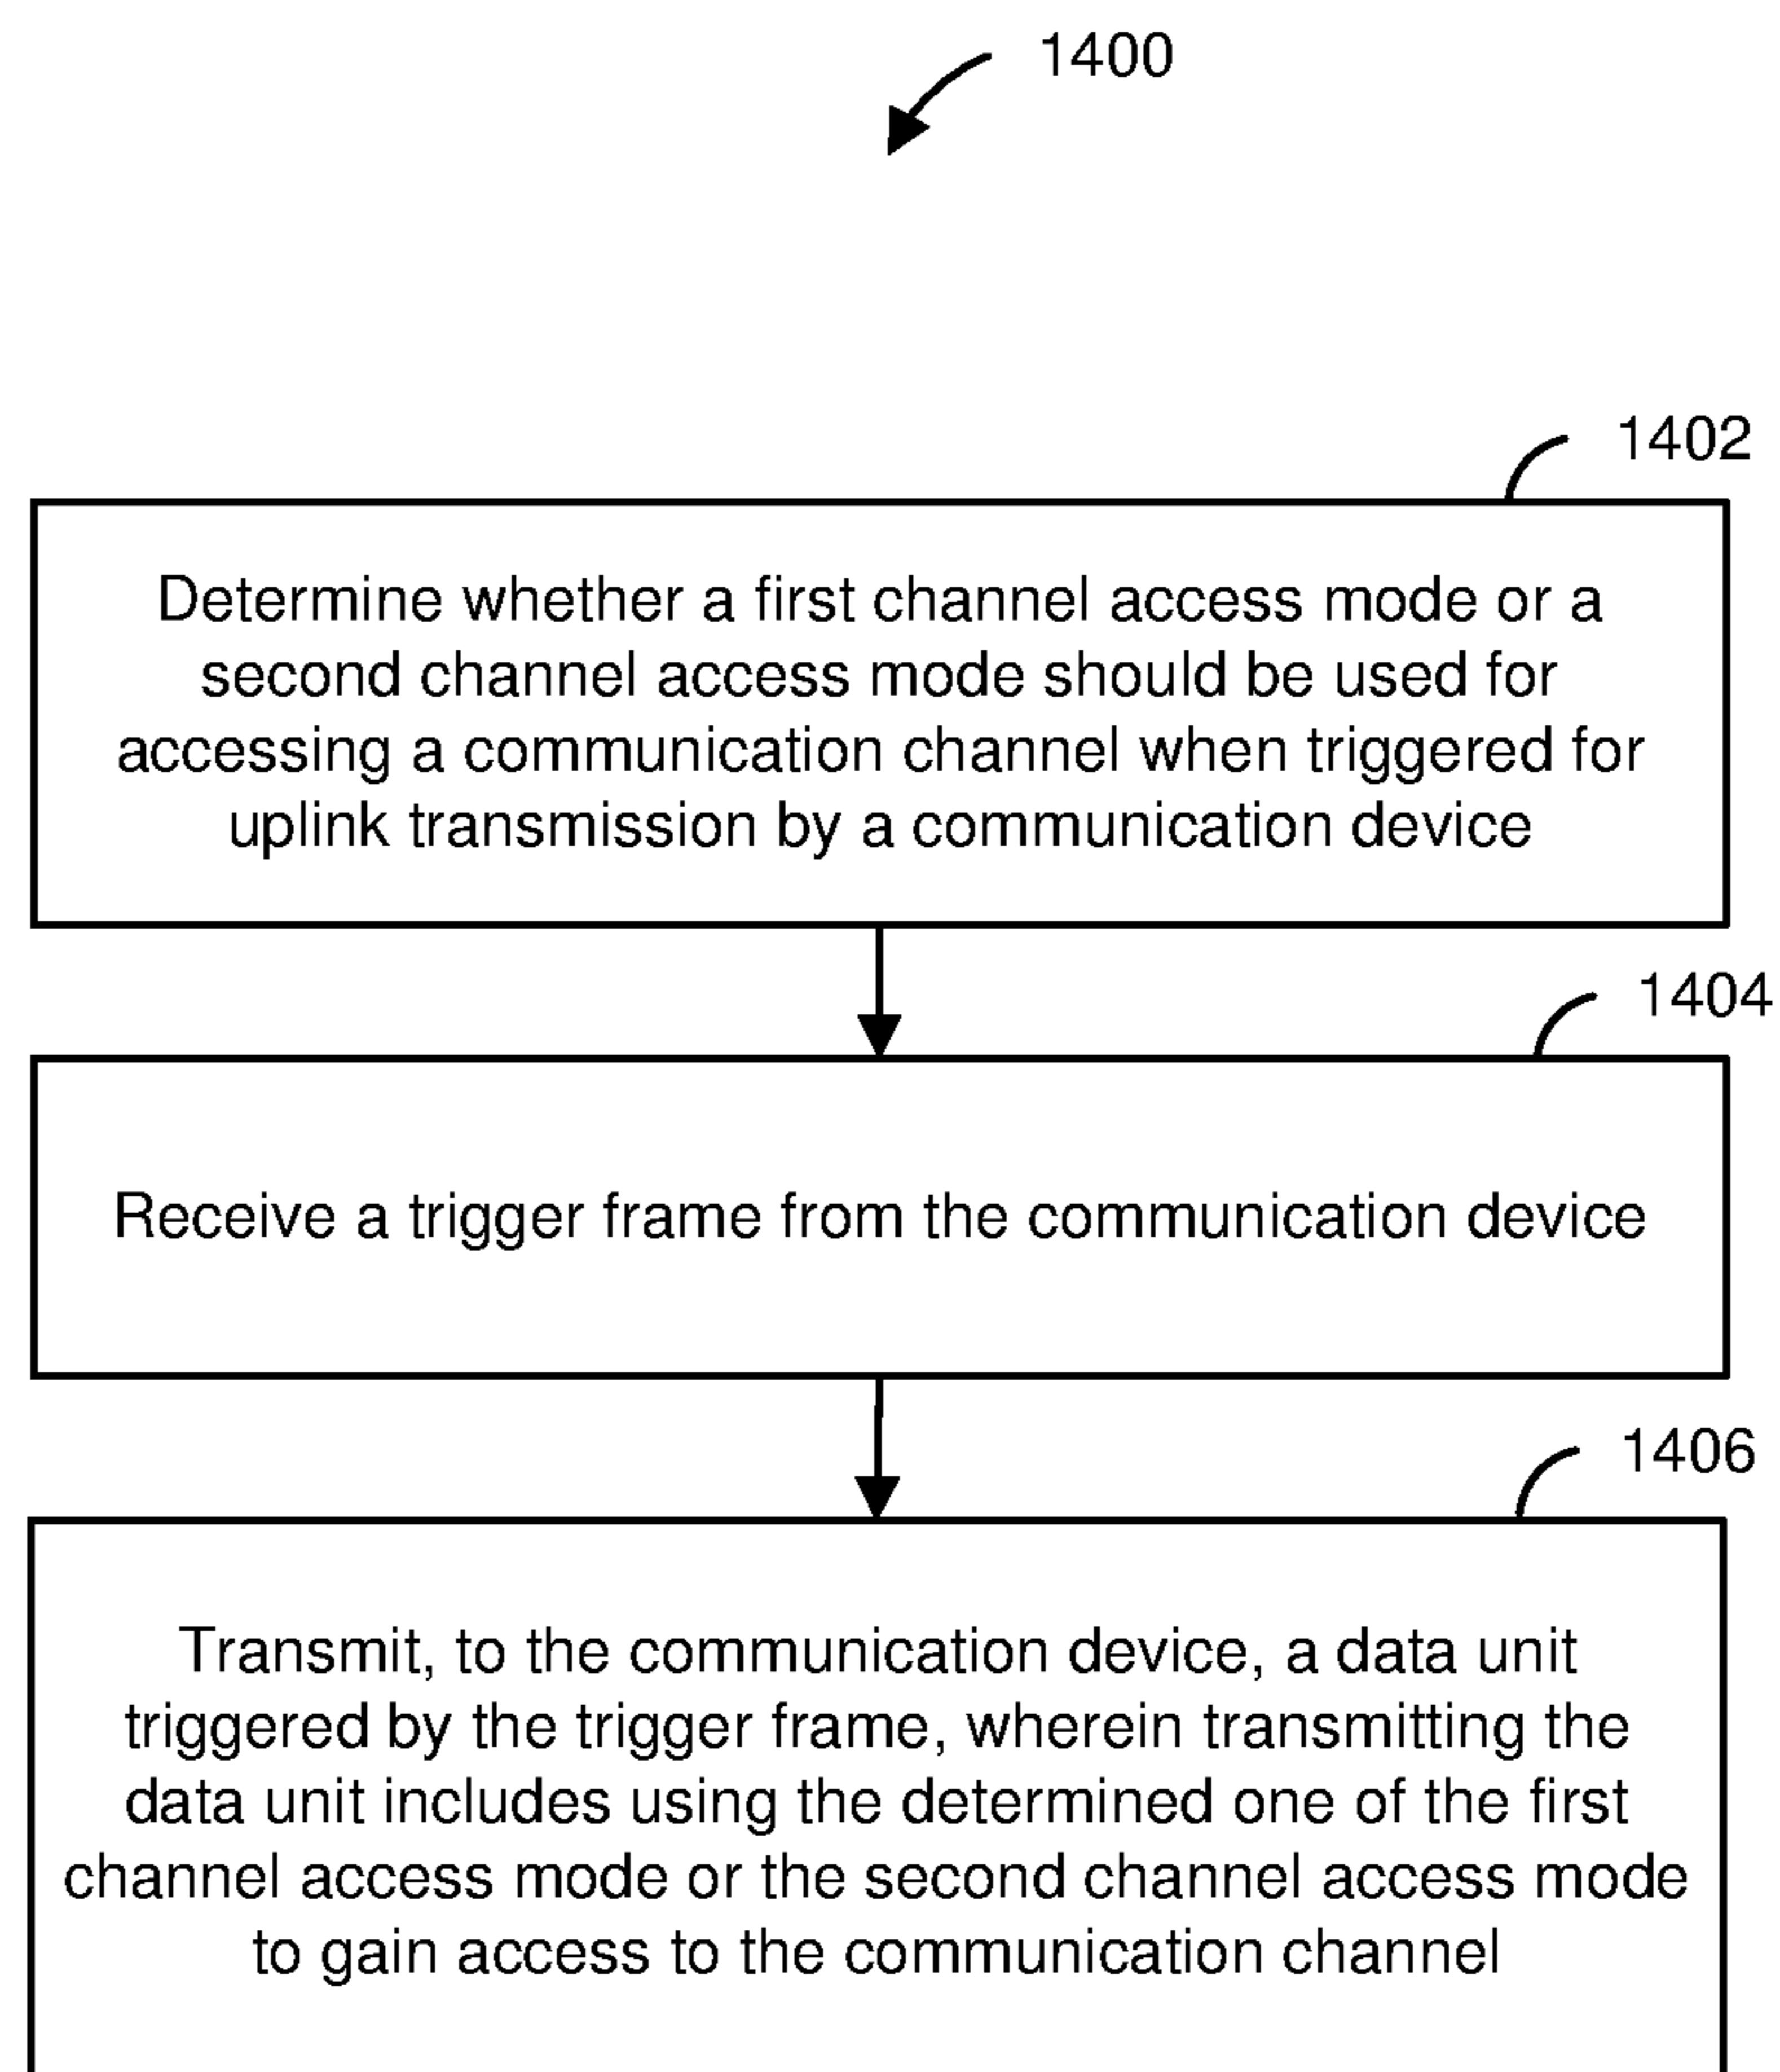 1400
1402
Determine whether a first channel access mode or a
second channel access mode should be used for
accessing a communication channel when triggered for
uplink transmission by a communication device
1404
Receive a trigger frame from the communication device
1406
Transmit, to the communication device, a data unit
triggered by the trigger frame, wherein transmitting the
data unit includes using the determined one of the first
channel access mode or the second channel access mode
to gain access to the communication channel